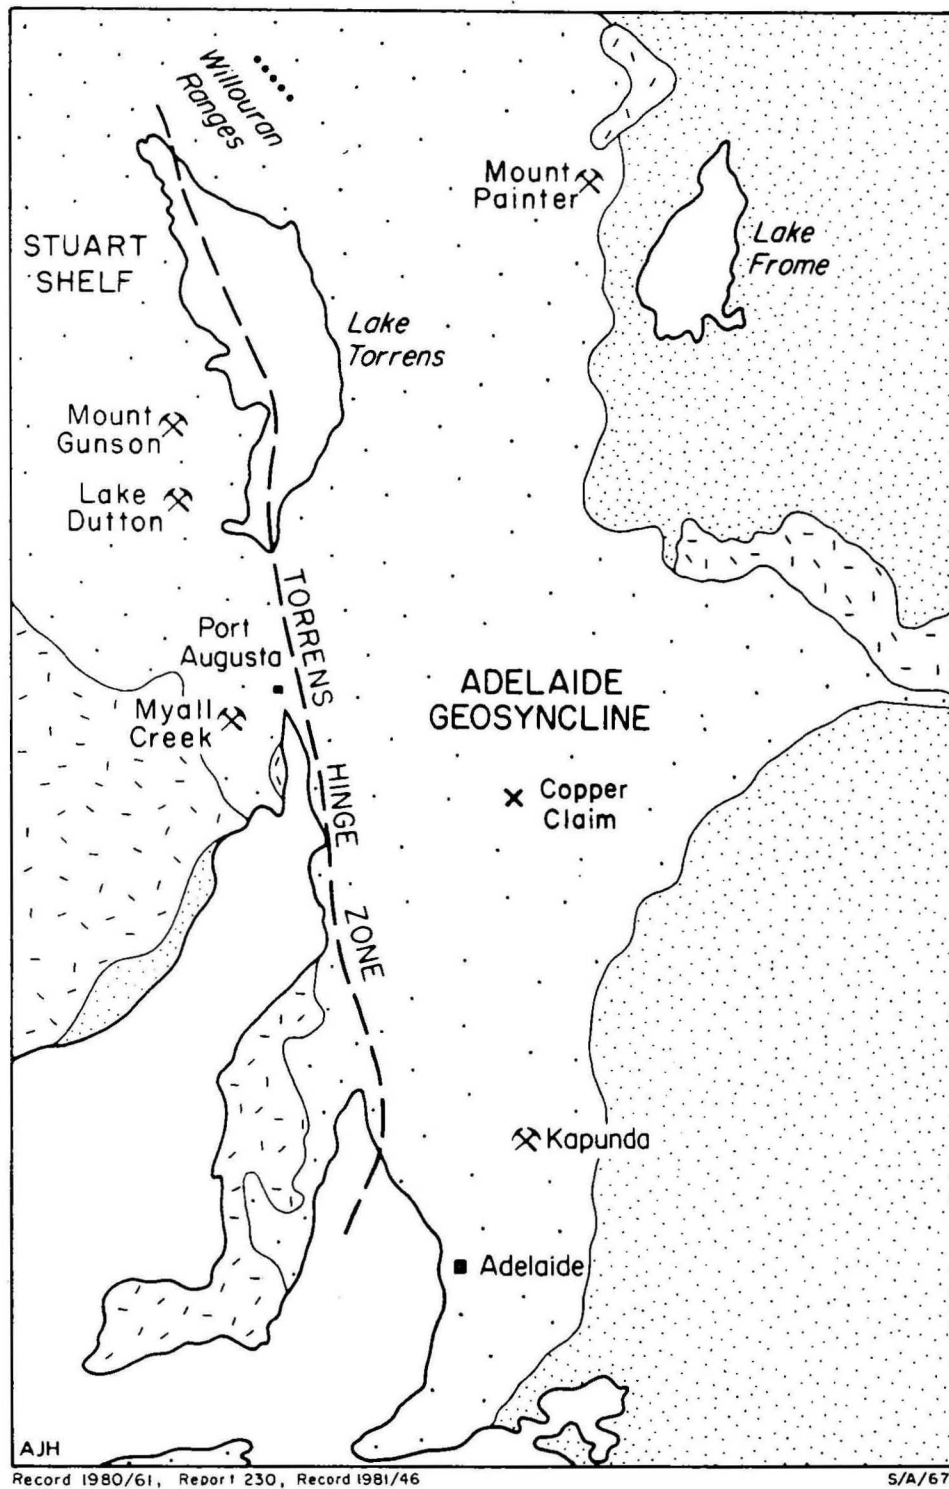 Willouran
Ranges
Mount
Painter
STUART
SHELF
Lake
Frome
Lake
Torrens
Mount
Gunson
Lake
Dutton
TORRENS HINGE ZONE
Port
Augusta
ADELAIDE
GEOSYNCLINE
Myall
Creek
Copper
Claim
Kapunda
Adelaide
AJH
Record 1980/61, Report 230, Record 1981/46
S/A/67